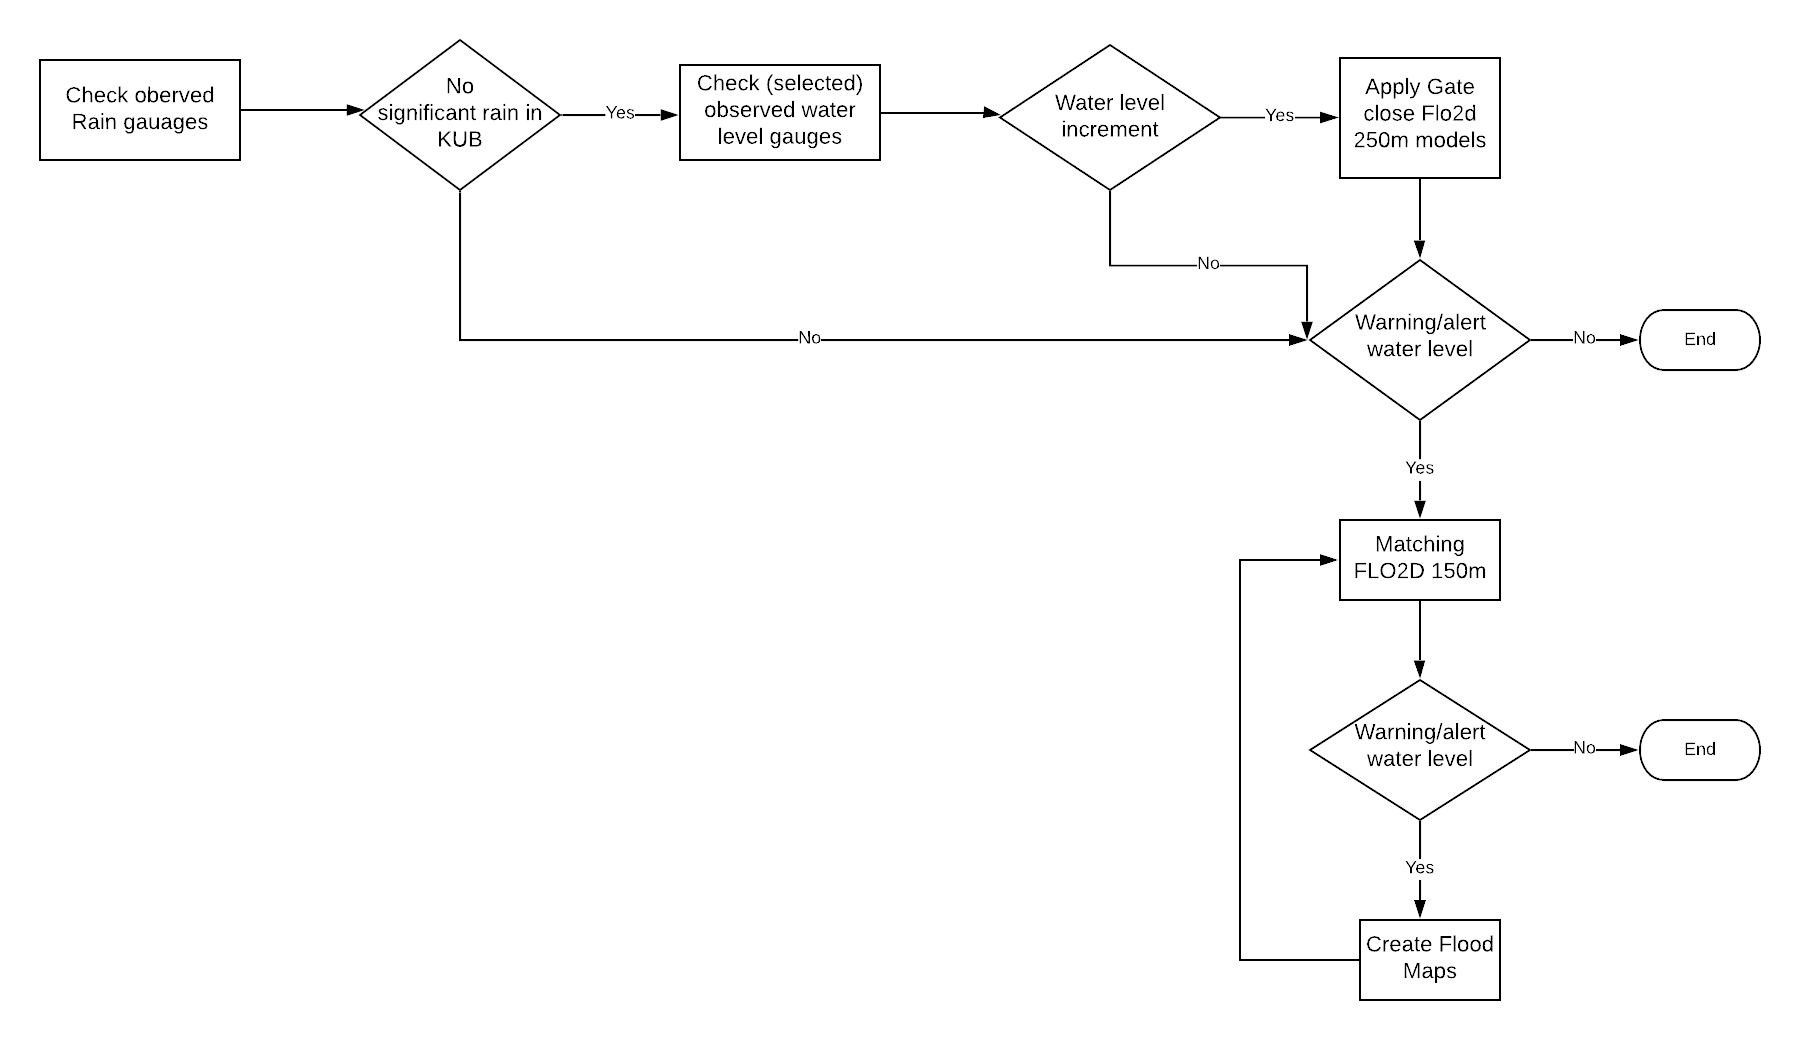 Check oberved
Rain gauages
No
significant rain in
KUB
Yes
Check (selected)
observed water
level gauges
Water level
increment
Yes
Apply Gate
close Flo2d
250m models
No
No
Warning/alert
water level
No
End
Yes
Matching
FLO2D 150m
Warning/alert
water level
No
End
Yes
Create Flood
Maps